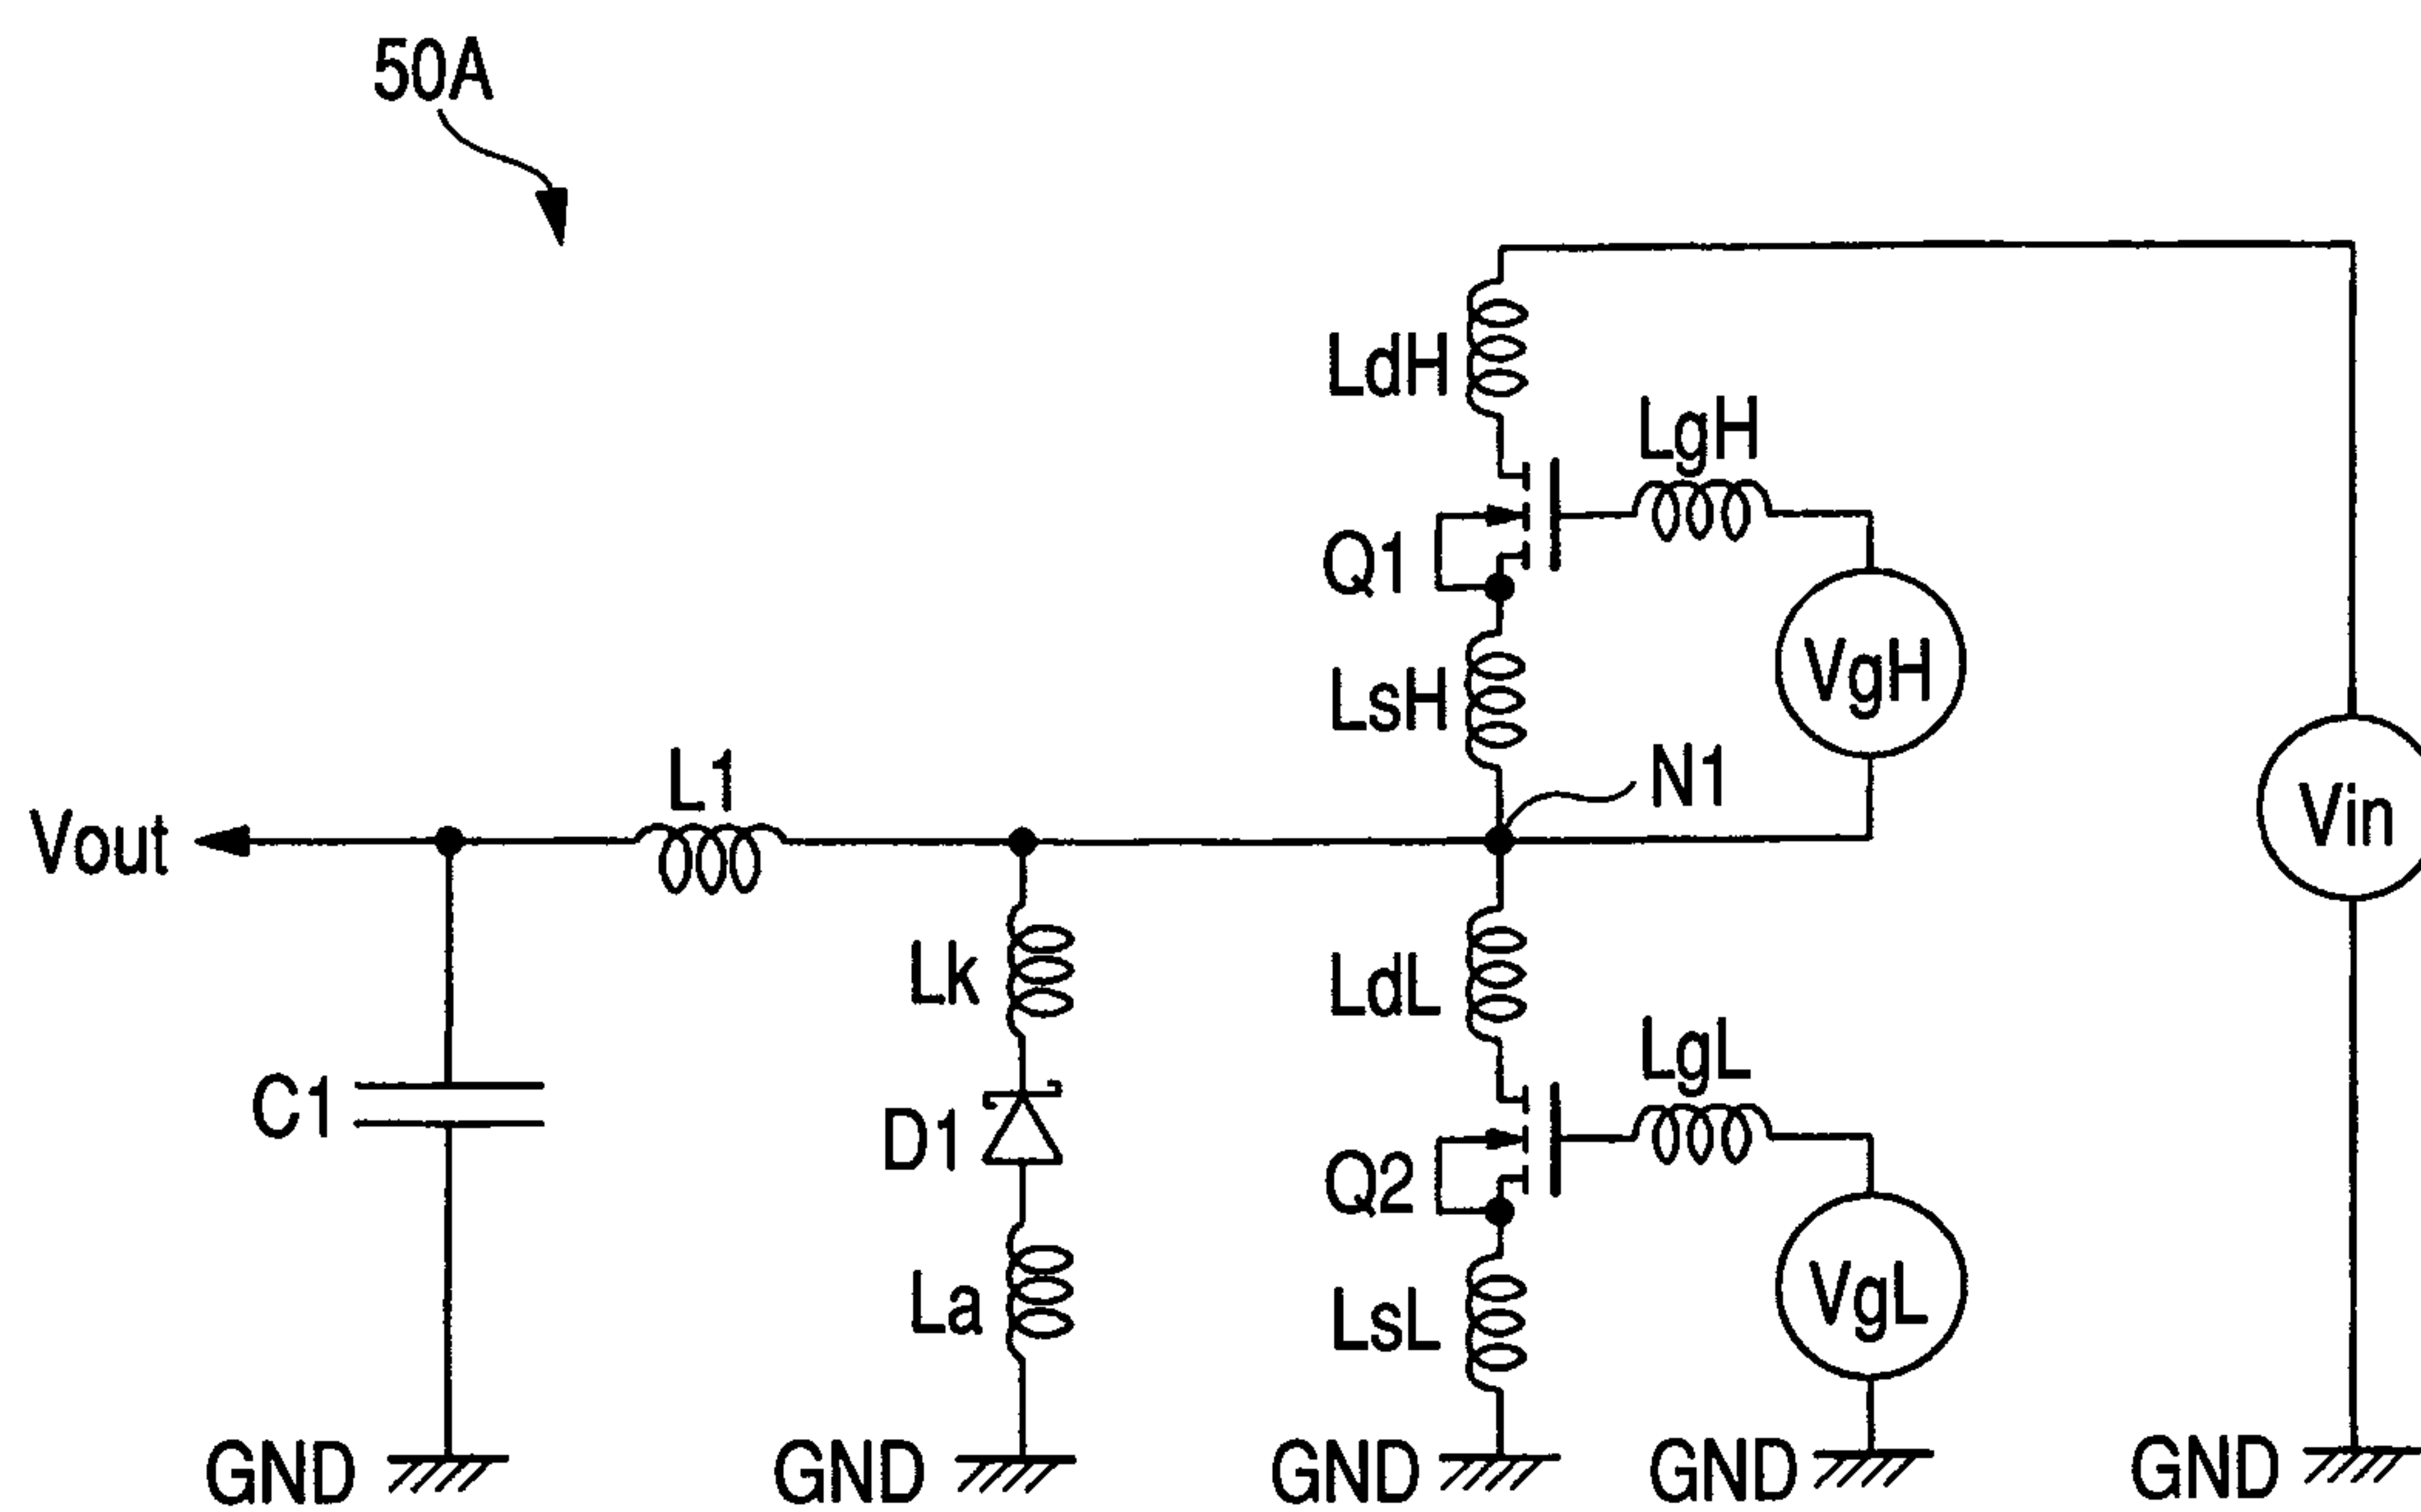 50A
LdH
LgH
Q1
VgH
LsH
N1
L1
Vin
Vout
Lk
LdL
LgL
C1
D1
Q2
VgL
La
LsL
GND
GND
GND
GND
GND